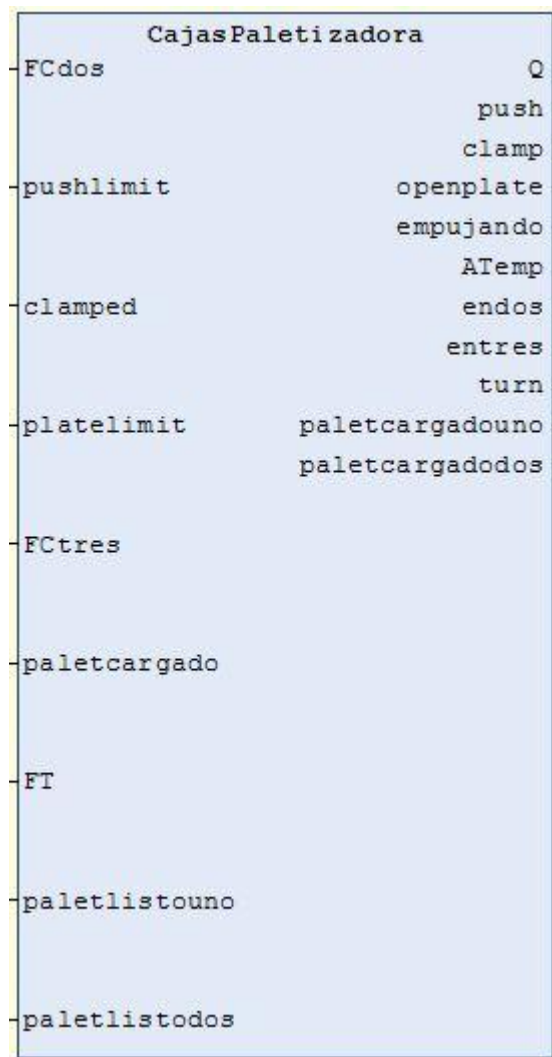 CajasPaletizadora
FCdos Q
push
clamp
pushlimit openplate
empujando
ATemp
clamped endos
entres
turn
platelimit paletcargadouno
paletcargadodos
FCtres
paletcargado
FT
paletlistouno
paletlistodos